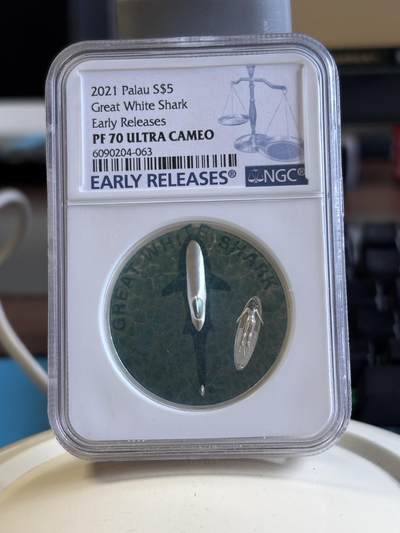 2021 Palau S$5
Great White Shark
Early Releases
PF 70 ULTRA CAMEO
6090204-063
EARLY RELEASES®
NGC®
GREAT WHITE SHARK